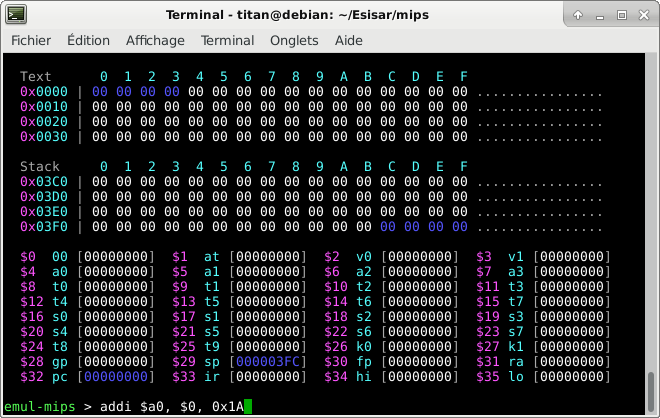 Terminal - titan@debian: ~/Esisar/mips
Fichier Édition Affichage Terminal Onglets Aide
Text 0 1 2 3 4 5 6 7 8 9 A B C D E F
0x0000 | 00 00 00 00 00 00 00 00 00 00 00 00 00 00 00 00 ................
0x0010 | 00 00 00 00 00 00 00 00 00 00 00 00 00 00 00 00 ................
0x0020 | 00 00 00 00 00 00 00 00 00 00 00 00 00 00 00 00 ................
0x0030 | 00 00 00 00 00 00 00 00 00 00 00 00 00 00 00 00 ................
Stack 0 1 2 3 4 5 6 7 8 9 A B C D E F
0x03C0 | 00 00 00 00 00 00 00 00 00 00 00 00 00 00 00 00 ................
0x03D0 | 00 00 00 00 00 00 00 00 00 00 00 00 00 00 00 00 ................
0x03E0 | 00 00 00 00 00 00 00 00 00 00 00 00 00 00 00 00 ................
0x03F0 | 00 00 00 00 00 00 00 00 00 00 00 00 00 00 00 00 ................
$0 00 [00000000] $1 at [00000000] $2 v0 [00000000] $3 v1 [00000000]
$4 a0 [00000000] $5 a1 [00000000] $6 a2 [00000000] $7 a3 [00000000]
$8 t0 [00000000] $9 t1 [00000000] $10 t2 [00000000] $11 t3 [00000000]
$12 t4 [00000000] $13 t5 [00000000] $14 t6 [00000000] $15 t7 [00000000]
$16 s0 [00000000] $17 s1 [00000000] $18 s2 [00000000] $19 s3 [00000000]
$20 s4 [00000000] $21 s5 [00000000] $22 s6 [00000000] $23 s7 [00000000]
$24 t8 [00000000] $25 t9 [00000000] $26 k0 [00000000] $27 k1 [00000000]
$28 gp [00000000] $29 sp [000003FC] $30 fp [00000000] $31 ra [00000000]
$32 pc [00000000] $33 ir [00000000] $34 hi [00000000] $35 lo [00000000]
emul-mips > addi $a0, $0, 0x1A